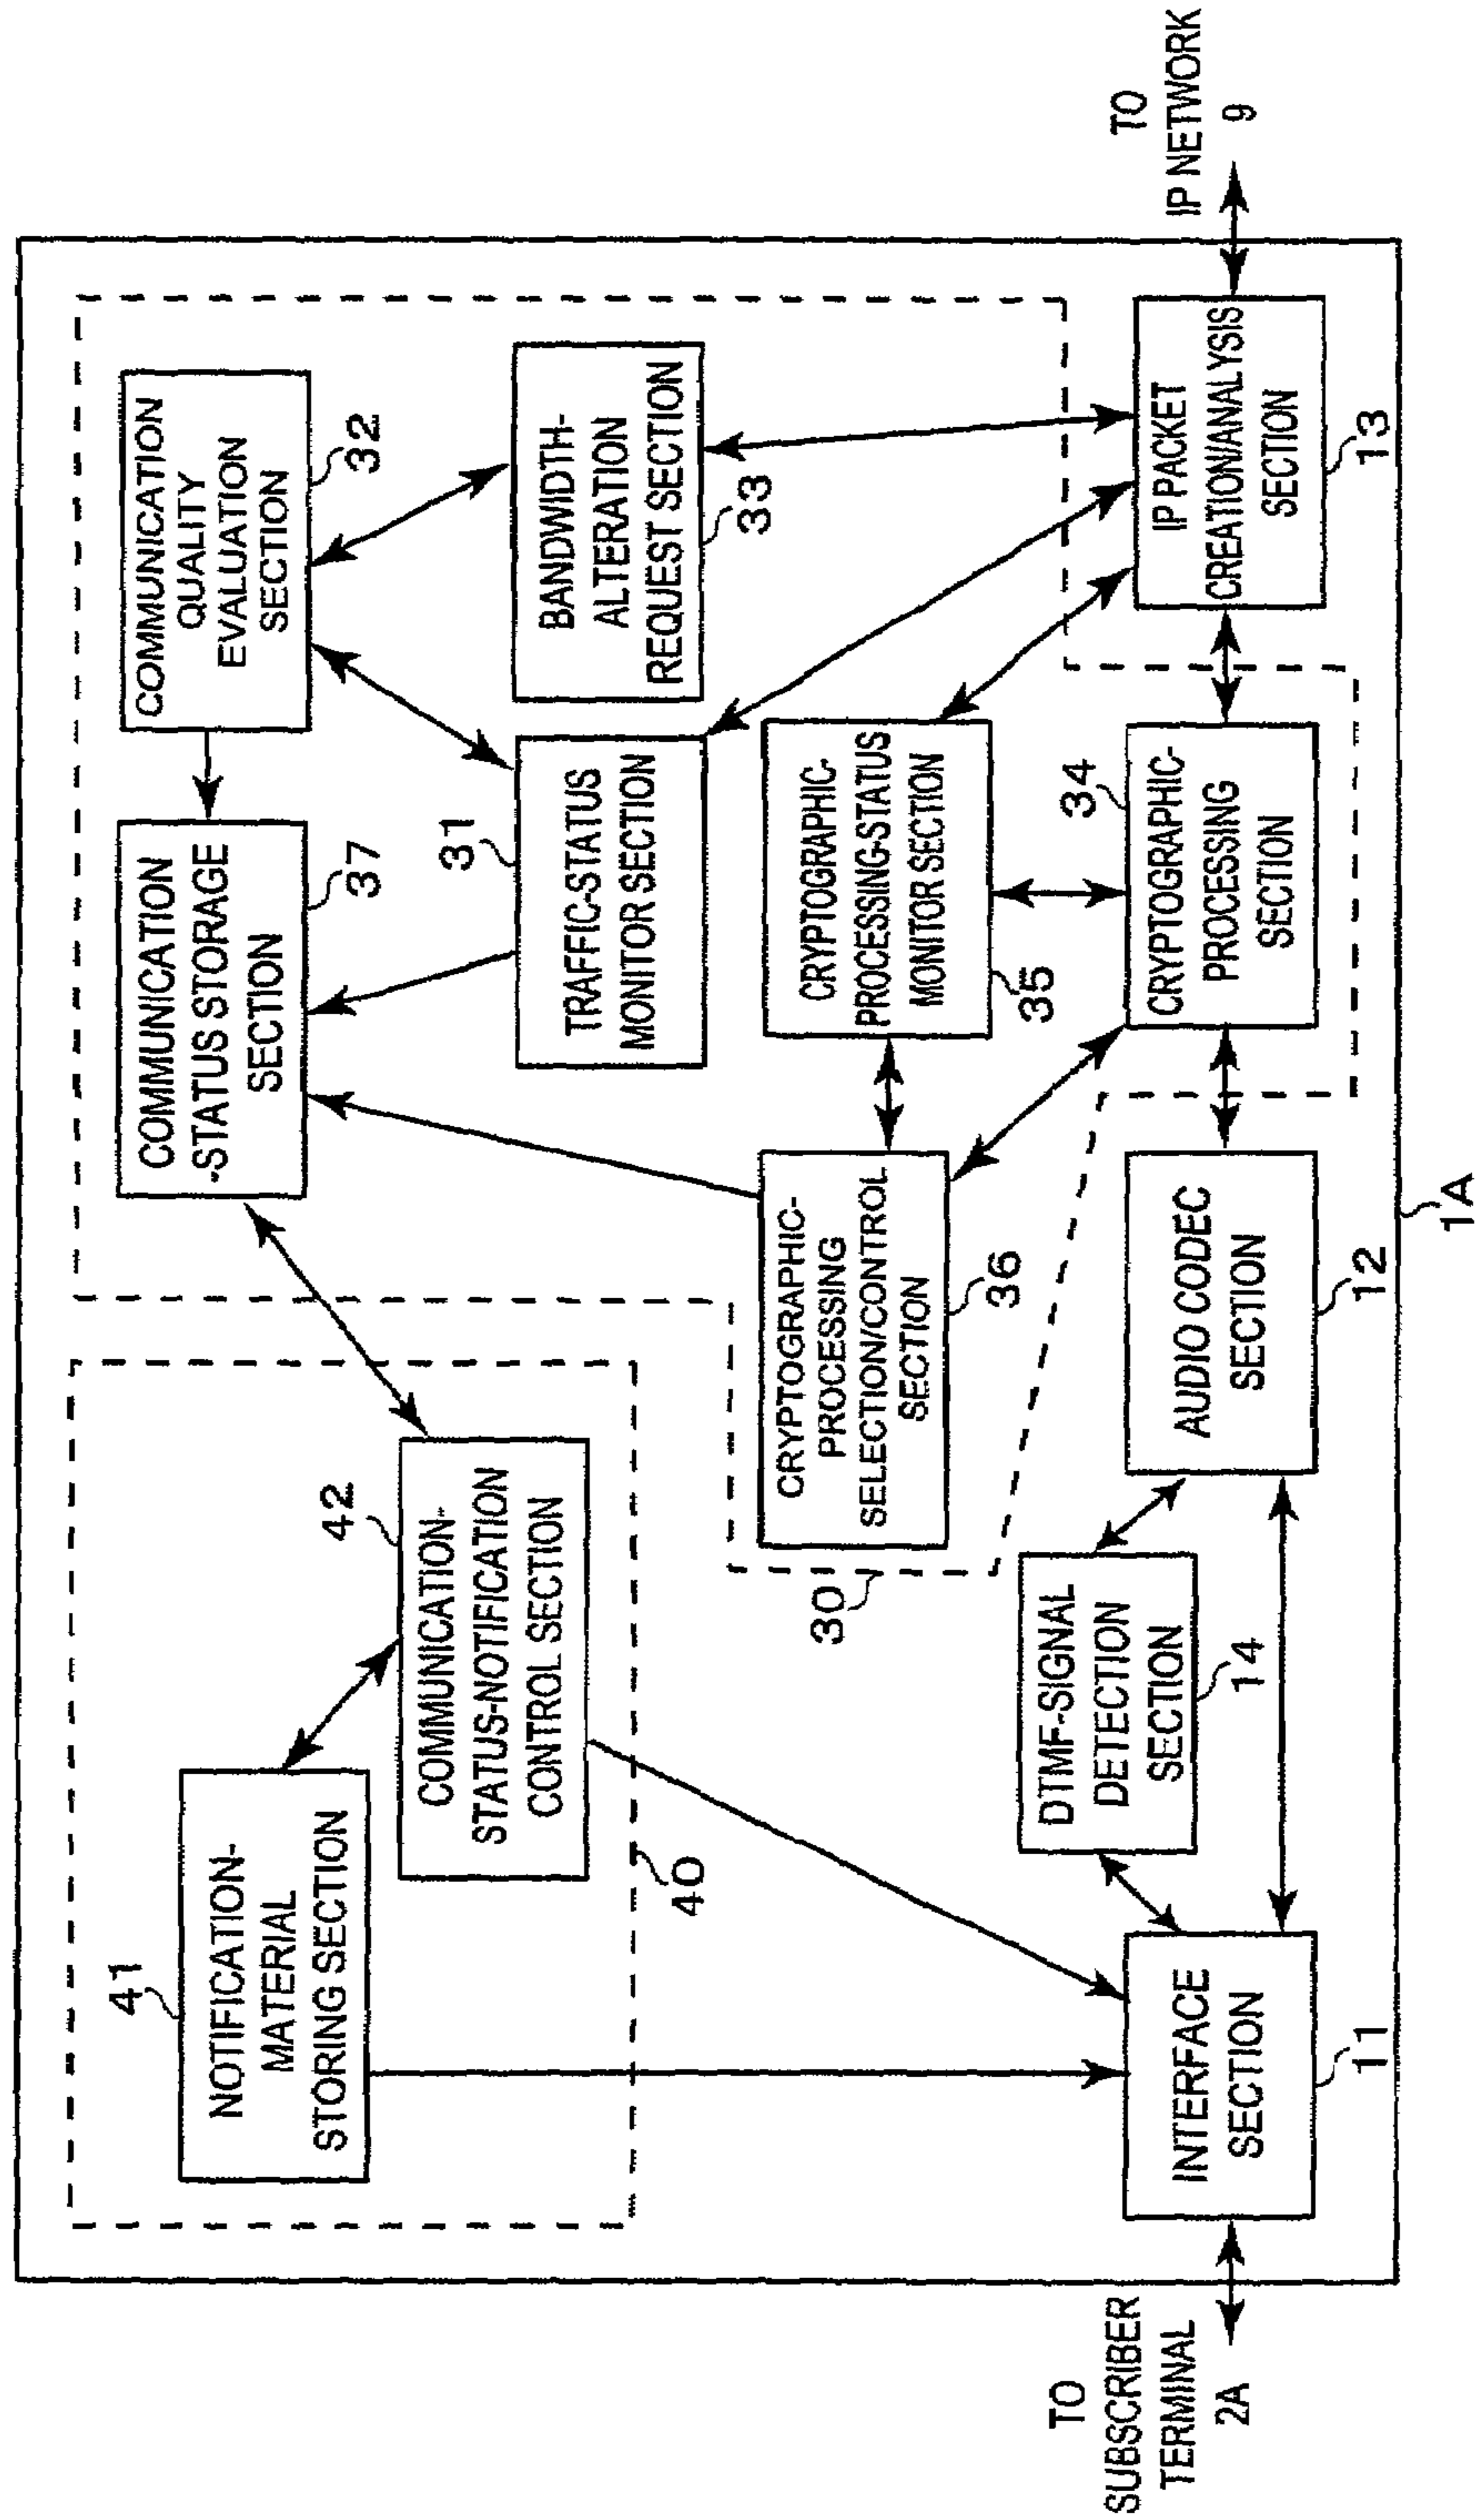 41
NOTIFICATION-
MATERIAL
STORING SECTION
42
COMMUNICATION-
STATUS-NOTIFICATION
CONTROL SECTION
40
COMMUNICATION
-STATUS STORAGE
SECTION
37
COMMUNICATION
QUALITY
EVALUATION
SECTION
32
31
TRAFFIC-STATUS
MONITOR SECTION
BANDWIDTH-
ALTERATION
REQUEST SECTION
33
30
CRYPTOGRAPHIC-
PROCESSING
SELECTION/CONTROL
SECTION
36
CRYPTOGRAPHIC-
PROCESSING-STATUS
MONITOR SECTION
35
DTMF-SIGNAL
DETECTION
SECTION
14
34
CRYPTOGRAPHIC-
PROCESSING
SECTION
TO
SUBSCRIBER
TERMINAL
2A
INTERFACE
SECTION
11
AUDIO CODEC
SECTION
12
IP PACKET
CREATION/ANALYSIS
SECTION
13
TO
IP NETWORK
9
1A